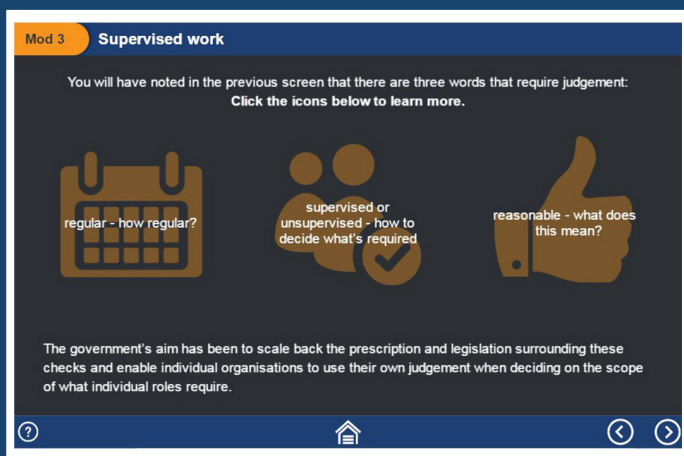 Mod 3
Supervised work
You will have noted in the previous screen that there are three words that require judgement:
Click the icons below to learn more.
regular - how regular?
supervised or
unsupervised - how to
decide what's required
reasonable - what does
this mean?
The government's aim has been to scale back the prescription and legislation surrounding these
checks and enable individual organisations to use their own judgement when deciding on the scope
of what individual roles require.
?